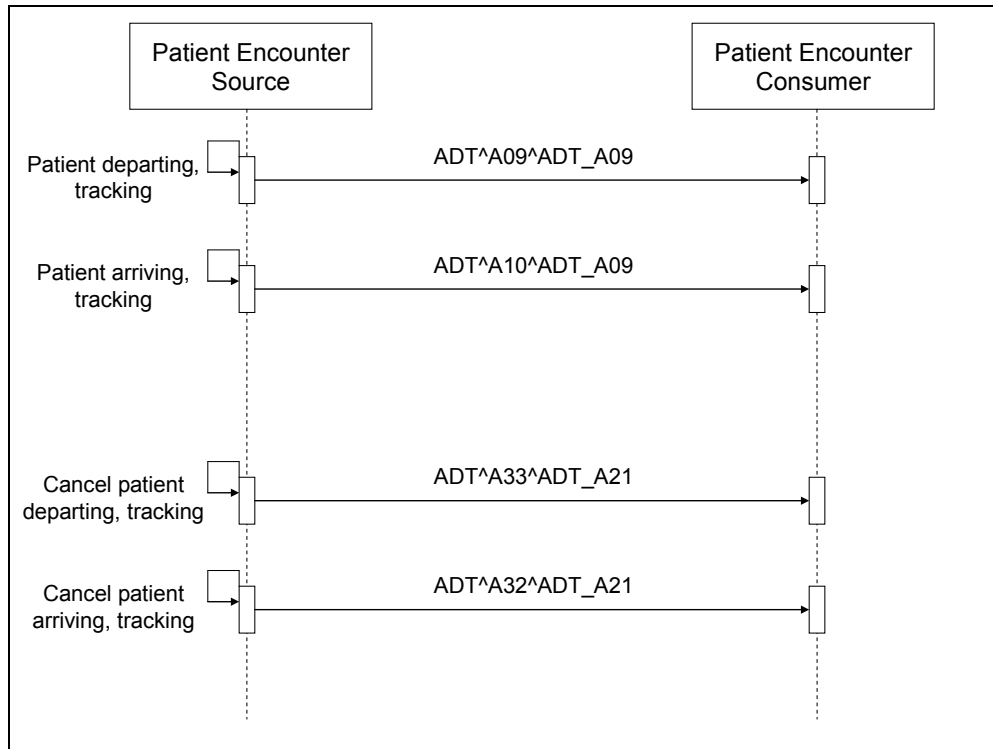 Patient Encounter
Source
Patient Encounter
Consumer
Patient departing,
tracking
ADT^A09^ADT_A09
Patient arriving,
tracking
ADT^A10^ADT_A09
Cancel patient
departing, tracking
ADT^A33^ADT_A21
Cancel patient
arriving, tracking
ADT^A32^ADT_A21